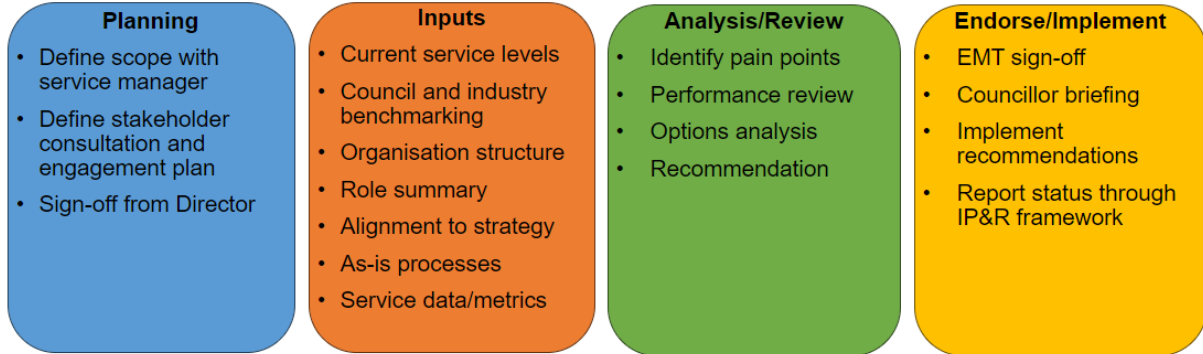 Planning
• Define scope with
service manager
• Define stakeholder
consultation and
engagement plan
• Sign-off from Director
Inputs
• Current service levels
• Council and industry
benchmarking
• Organisation structure
• Role summary
• Alignment to strategy
• As-is processes
• Service data/metrics
Analysis/Review
• Identify pain points
• Performance review
• Options analysis
• Recommendation
Endorse/Implement
• EMT sign-off
• Councillor briefing
• Implement
recommendations
• Report status through
IP&R framework